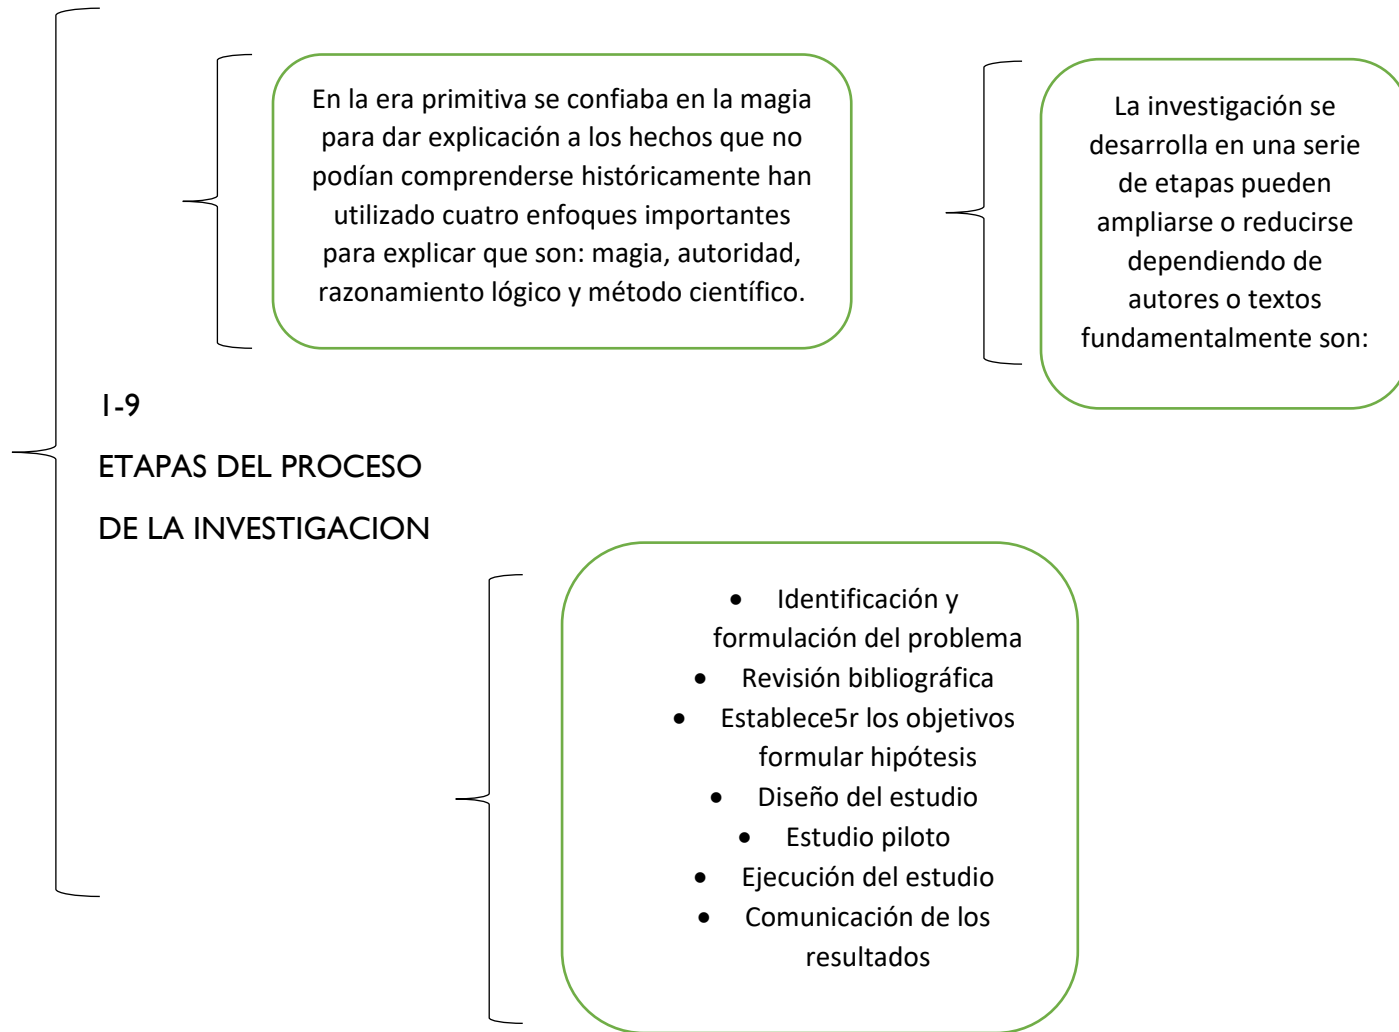 En la era primitiva se confiaba en la magia
para dar explicación a los hechos que no
podían comprenderse históricamente han
utilizado cuatro enfoques importantes
para explicar que son: magia, autoridad,
razonamiento lógico y método científico.
La investigación se
desarrolla en una serie
de etapas pueden
ampliarse o reducirse
dependiendo de
autores o textos
fundamentalmente son:
1-9
ETAPAS DEL PROCESO
DE LA INVESTIGACION
• Identificación y
formulación del problema
• Revisión bibliográfica
• Establece5r los objetivos
formular hipótesis
• Diseño del estudio
• Estudio piloto
• Ejecución del estudio
• Comunicación de los
resultados